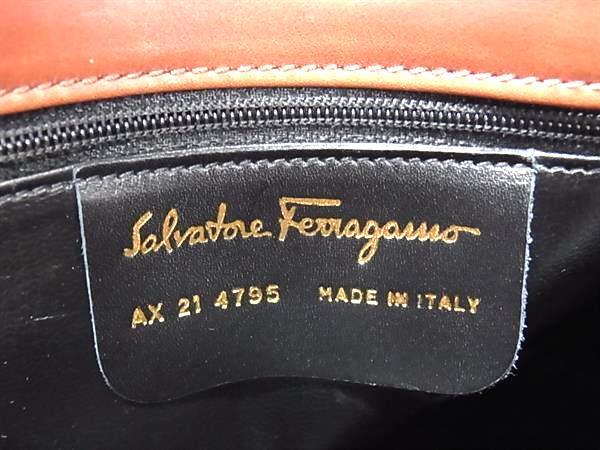 Salvatore Ferragamo
AX 21 4795 MADE IN ITALY